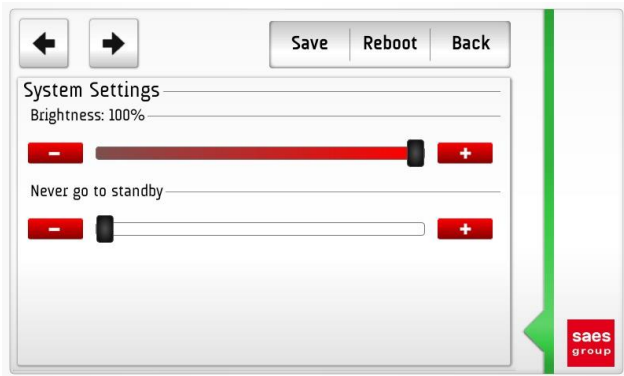 Save Reboot Back
System Settings
Brightness: 100%
Never go to standby
saes
group